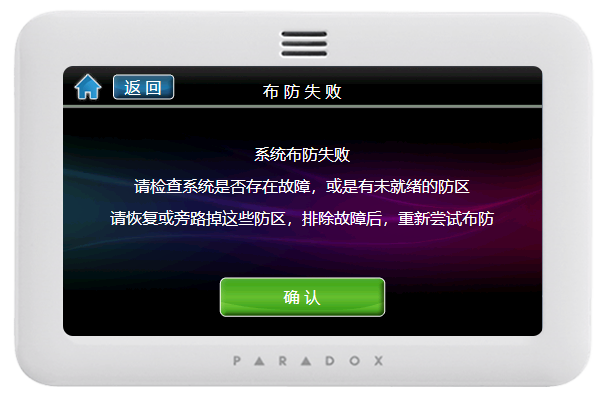 返回
布防失败
系统布防失败
请检查系统是否存在故障，或是有未就绪的防区
请恢复或旁路掉这些防区，排除故障后，重新尝试布防
确认
PARADOX